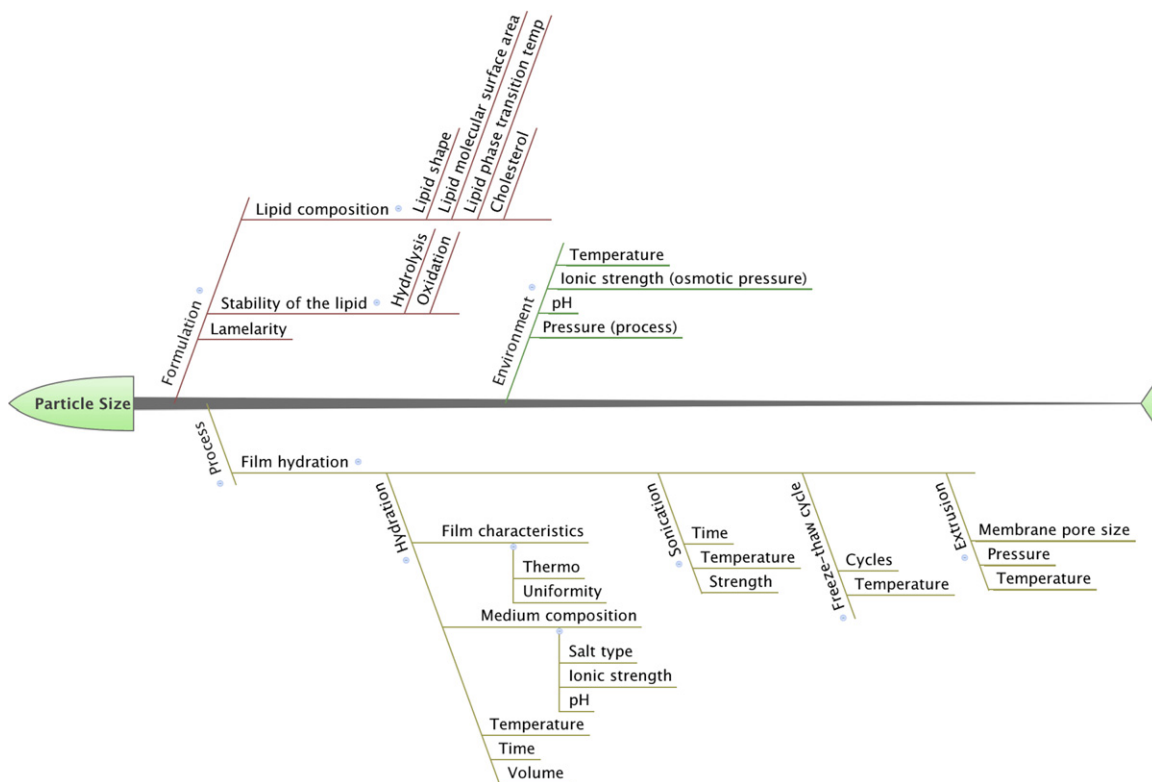 Lipid shape
Lipid molecular surface area
Lipid phase transition temp
Cholesterol
Lipid composition
Hydrolysis
Oxidation
Stability of the lipid
Lamelarity
Formulation
Temperature
Ionic strength (osmotic pressure)
pH
Pressure (process)
Environment
Particle Size
Process
Film hydration
Hydration
Film characteristics
Thermo
Uniformity
Medium composition
Salt type
Ionic strength
pH
Temperature
Time
Volume
Sonication
Time
Temperature
Strength
Freeze-thaw cycle
Cycles
Temperature
Extrusion
Membrane pore size
Pressure
Temperature